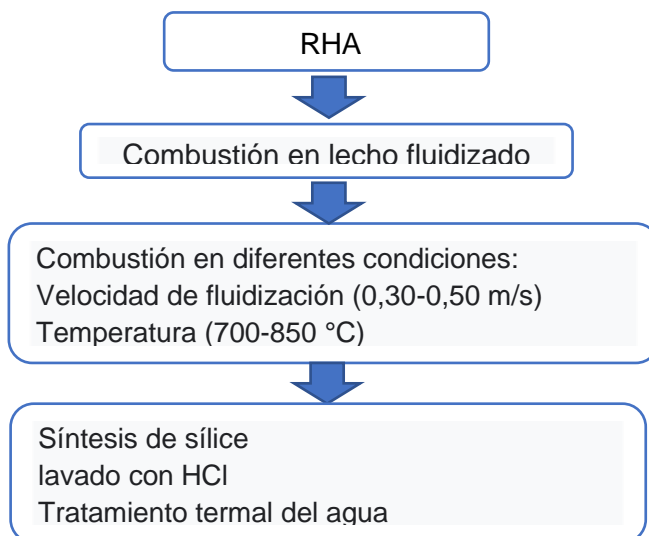 RHA
Combustión en lecho fluidizado
Combustión en diferentes condiciones:
Velocidad de fluidización (0,30-0,50 m/s)
Temperatura (700-850 °C)
Síntesis de sílice
lavado con HCl
Tratamiento termal del agua